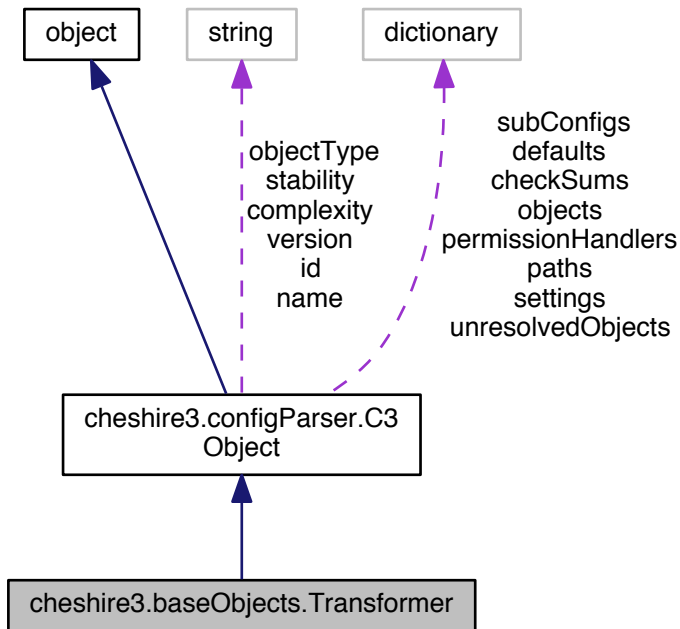 object
string
dictionary
objectType
stability
complexity
version
id
name
subConfigs
defaults
checkSums
objects
permissionHandlers
paths
settings
unresolvedObjects
cheshire3.configParser.C3
Object
cheshire3.baseObjects.Transformer